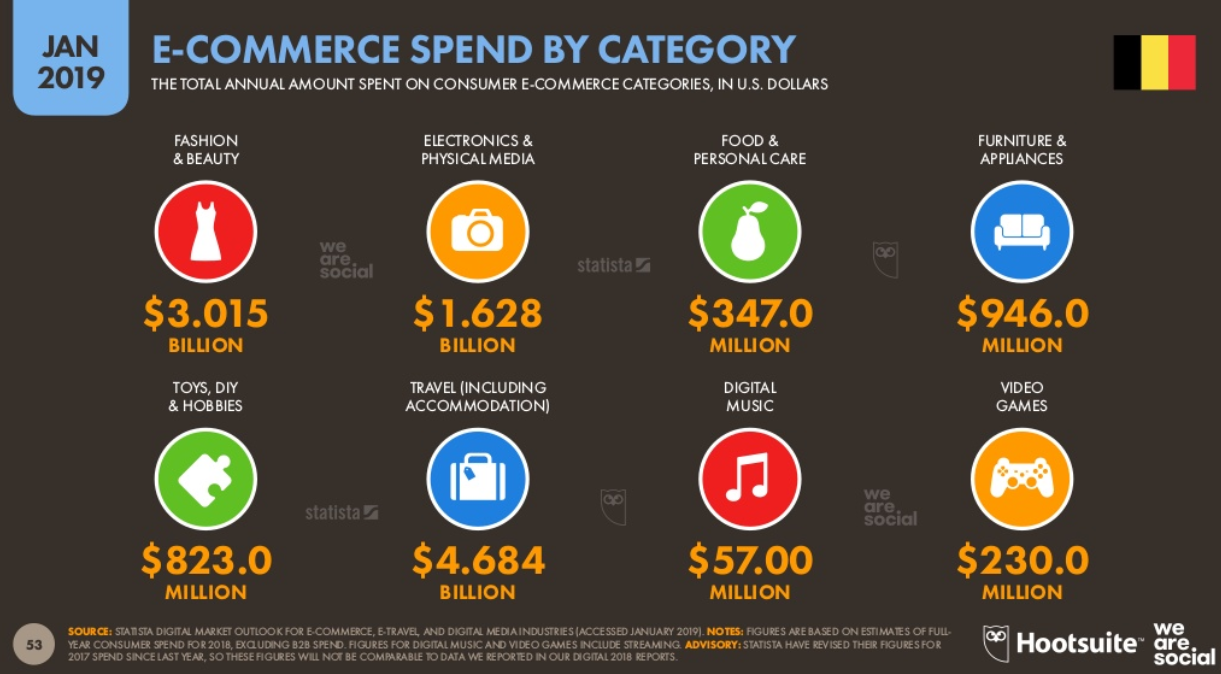 JAN
2019
E-COMMERCE SPEND BY CATEGORY
THE TOTAL ANNUAL AMOUNT SPENT ON CONSUMER E-COMMERCE CATEGORIES, IN U.S. DOLLARS
FASHION
& BEAUTY
ELECTRONICS &
PHYSICAL MEDIA
FOOD &
PERSONAL CARE
FURNITURE &
APPLIANCES
we
are
social
statista
$3.015
BILLION
$1.628
BILLION
$347.0
MILLION
$946.0
MILLION
TOYS, DIY
& HOBBIES
TRAVEL (INCLUDING
ACCOMMODATION)
DIGITAL
MUSIC
VIDEO
GAMES
statista
we
are
social
$823.0
MILLION
$4.684
BILLION
$57.00
MILLION
$230.0
MILLION
53
SOURCE: STATISTA DIGITAL MARKET OUTLOOK FOR E-COMMERCE, E-TRAVEL, AND DIGITAL MEDIA INDUSTRIES (ACCESSED JANUARY 2019). NOTES: FIGURES ARE BASED ON ESTIMATES OF FULL-
YEAR CONSUMER SPEND FOR 2018, EXCLUDING B2B SPEND. FIGURES FOR DIGITAL MUSIC AND VIDEO GAMES INCLUDE STREAMING. ADVISORY: STATISTA HAVE REVISED THEIR FIGURES FOR
2017 SPEND SINCE LAST YEAR, SO THESE FIGURES WILL NOT BE COMPARABLE TO DATA WE REPORTED IN OUR DIGITAL 2018 REPORTS.
Hootsuite™
we
are
social